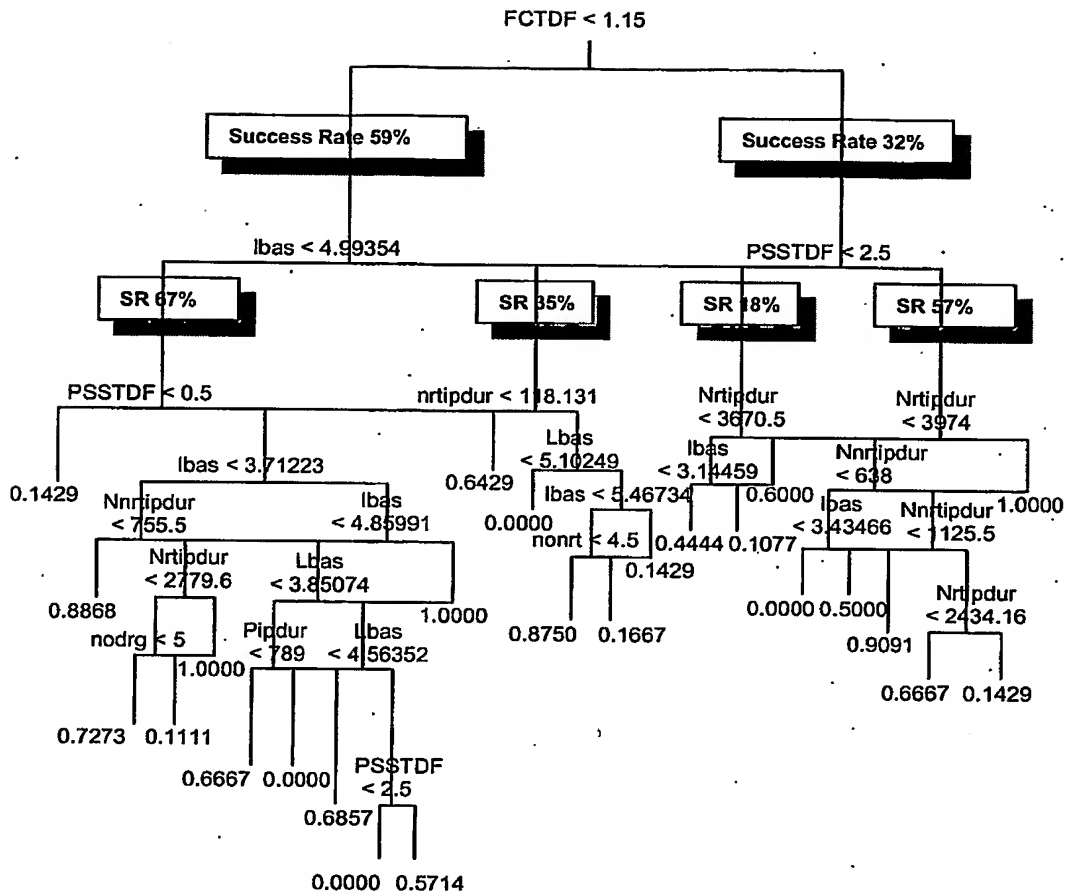 FCTDF < 1.15
Success Rate 59%
Success Rate 32%
lbas < 4.99354
PSSTDF < 2.5
SR 67%
SR 35%
SR 18%
SR 57%
PSSTDF < 0.5
nrtipdur < 118.131
Nrtipdur
< 3670.5
Nrtipdur
< 3974
0.1429
lbas < 3.71223
0.6429
Lbas
< 5.10249
lbas
< 3.14459
0.6000
Nnrtipdur
< 638
1.0000
Nnrtipdur
< 755.5
lbas
< 4.85991
0.0000
lbas < 5.46734
nonrt < 4.5
0.1429
0.4444
0.1077
lbas
< 3.43466
Nnrtipdur
< 1125.5
0.8868
Nrtipdur
< 2779.6
Lbas
< 3.85074
1.0000
0.8750
0.1667
0.0000
0.5000
0.9091
Nrtipdur
< 2434.16
nodrg < 5
1.0000
Pipdur
< 789
Lbas
< 4.56352
0.6667
0.1429
0.7273
0.1111
0.6667
0.0000
0.6857
PSSTDF
< 2.5
0.0000
0.5714